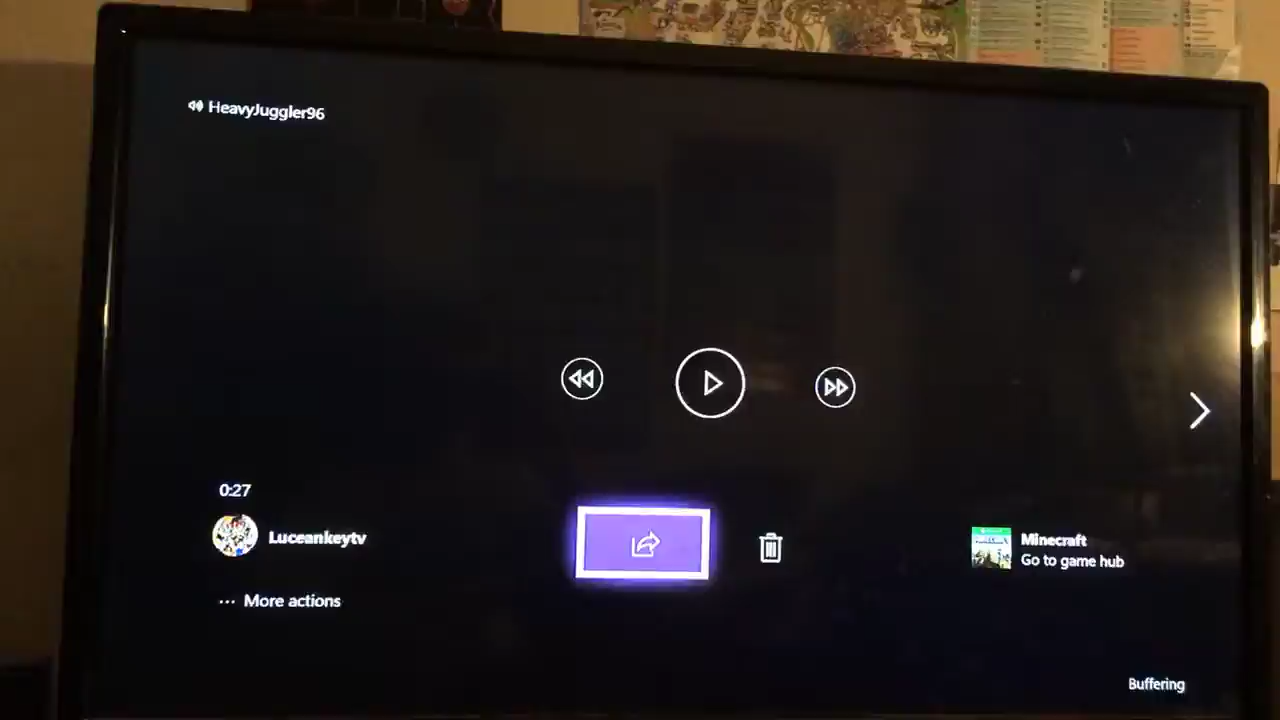 HeavyJuggler96
0:27
Luceankeytv
Minecraft
Go to game hub
··· More actions
Buffering